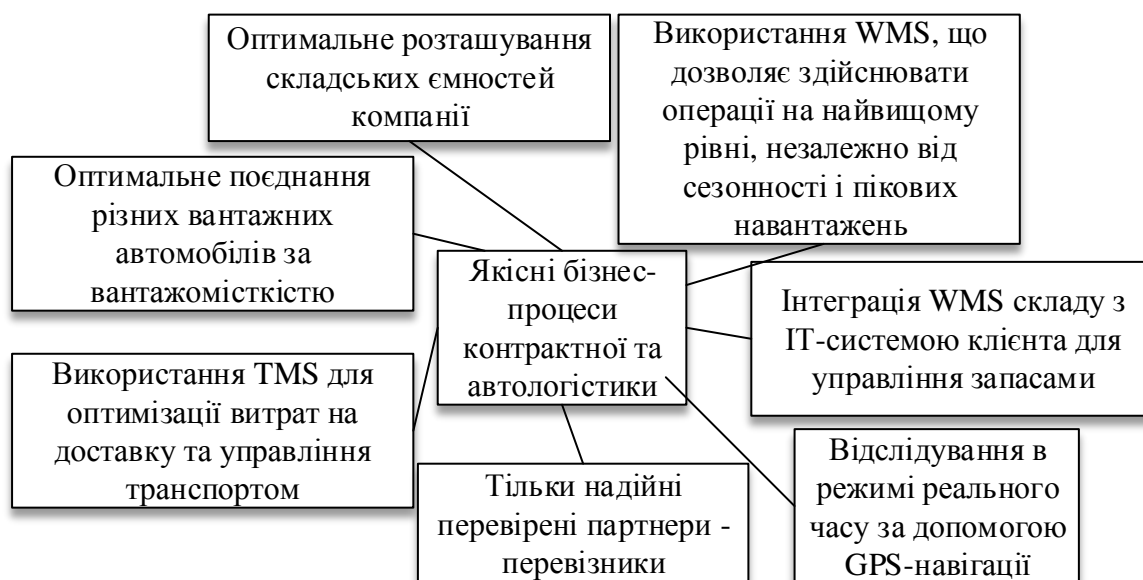 Оптимальне розташування
складських ємностей
компанії
Використання WMS, що
дозволяє здійснювати
операції на найвищому
рівні, незалежно від
сезонності і пікових
навантажень
Оптимальне поєднання
різних вантажних
автомобілів за
вантажомісткістю
Якісні бізнес-
процеси
контрактної та
автологістики
Інтеграція WMS складу з
ІТ-системою клієнта для
управління запасами
Використання TMS для
оптимізації витрат на
доставку та управління
транспортом
Тільки надійні
перевірені партнери -
перевізники
Відслідування в
режимі реального
часу за допомогою
GPS-навігації